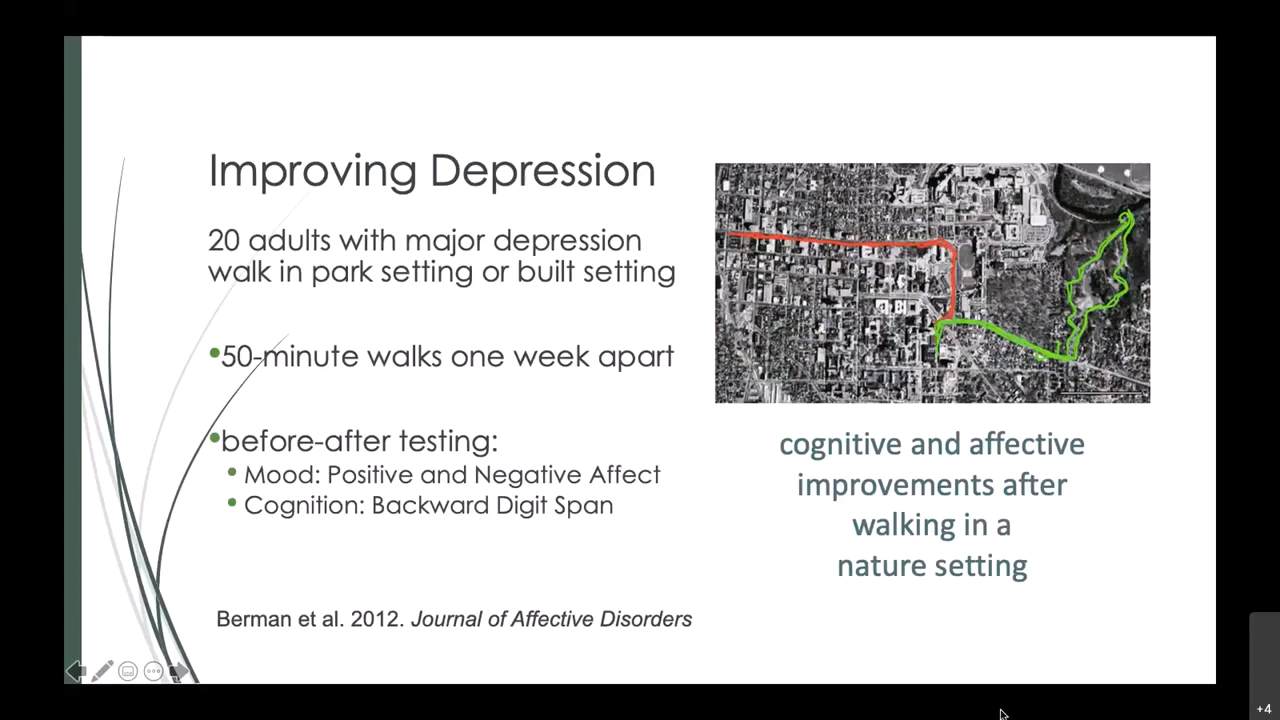 Improving Depression
20 adults with major depression
walk in park setting or built setting
•50-minute walks one week apart
•before-after testing:
• Mood: Positive and Negative Affect
• Cognition: Backward Digit Span
cognitive and affective
improvements after
walking in a
nature setting
Berman et al. 2012. Journal of Affective Disorders
+4